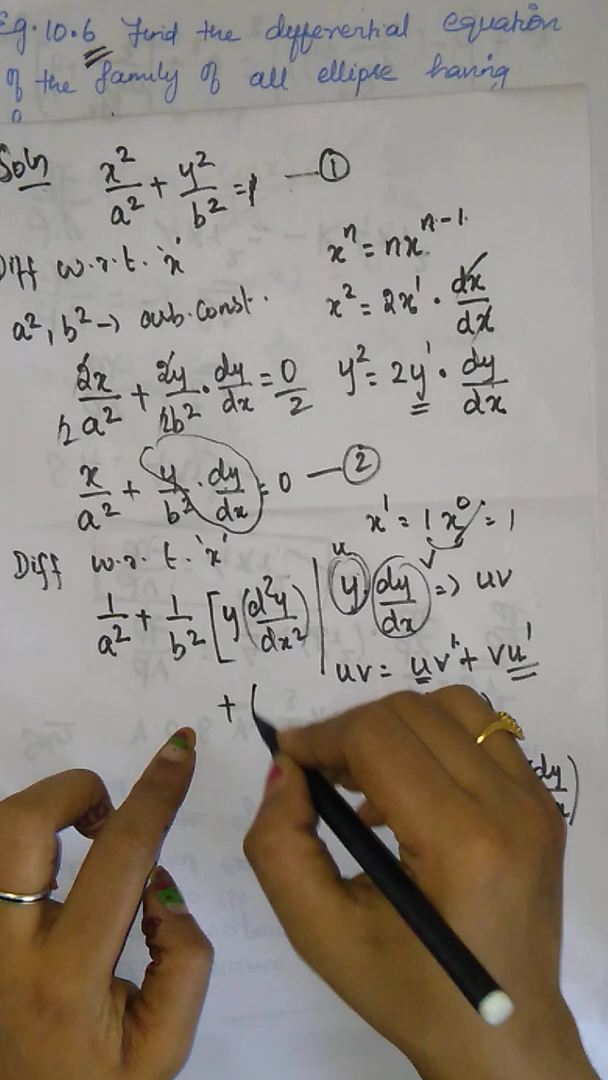 Eg.10.6 Find the differential equation
of the family of all ellipse having
Soln x²/a² + y²/b² = 1 —①
Diff w.r.t. 'x' xⁿ = nxⁿ⁻¹
a², b² → arb. const. x² = 2x¹ · dx/dx
2x/2a² + 2y/2b² · dy/dx = 0/2 y² = 2y¹ · dy/dx
x/a² + y/b² · dy/dx = 0 —②
x¹ = 1x⁰ = 1
Diff w.r.t. 'x'
u v
1/a² + 1/b² [y(d²y/dx²) y (dy/dx) => uv
uv = uv' + vu'
+ (
dy